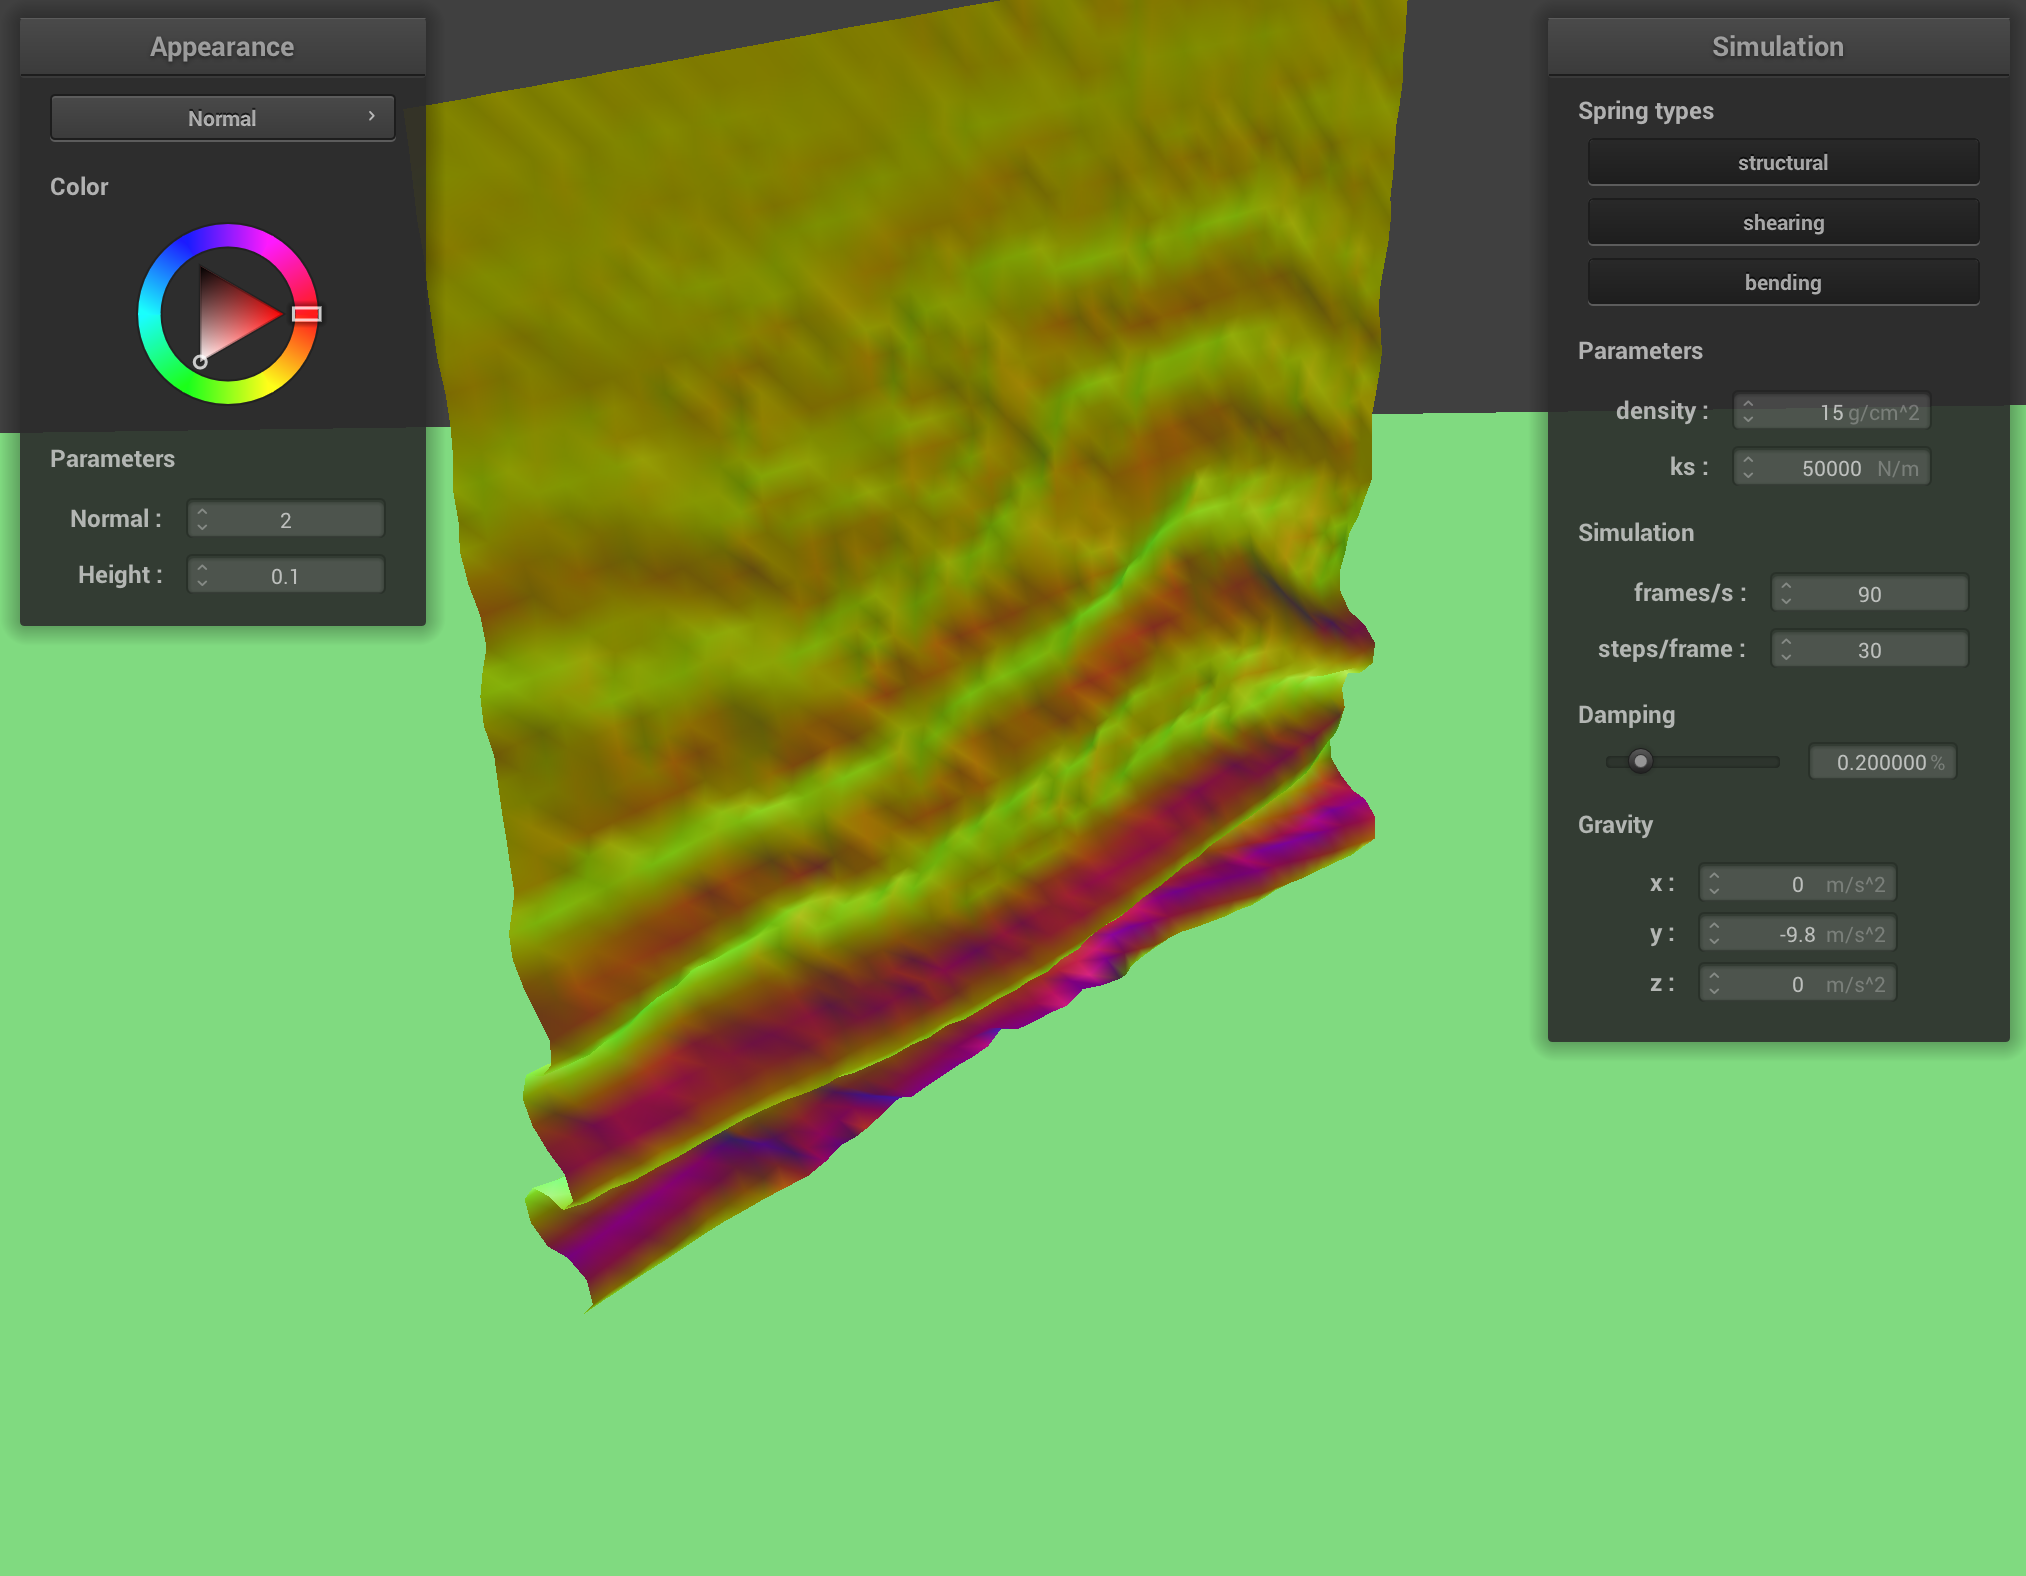 Appearance
Normal
Color
Parameters
Normal : 2
Height : 0.1
Simulation
Spring types
structural
shearing
bending
Parameters
density : 15 g/cm^2
ks : 50000 N/m
Simulation
frames/s : 90
steps/frame : 30
Damping
0.200000 %
Gravity
x : 0 m/s^2
y : -9.8 m/s^2
z : 0 m/s^2